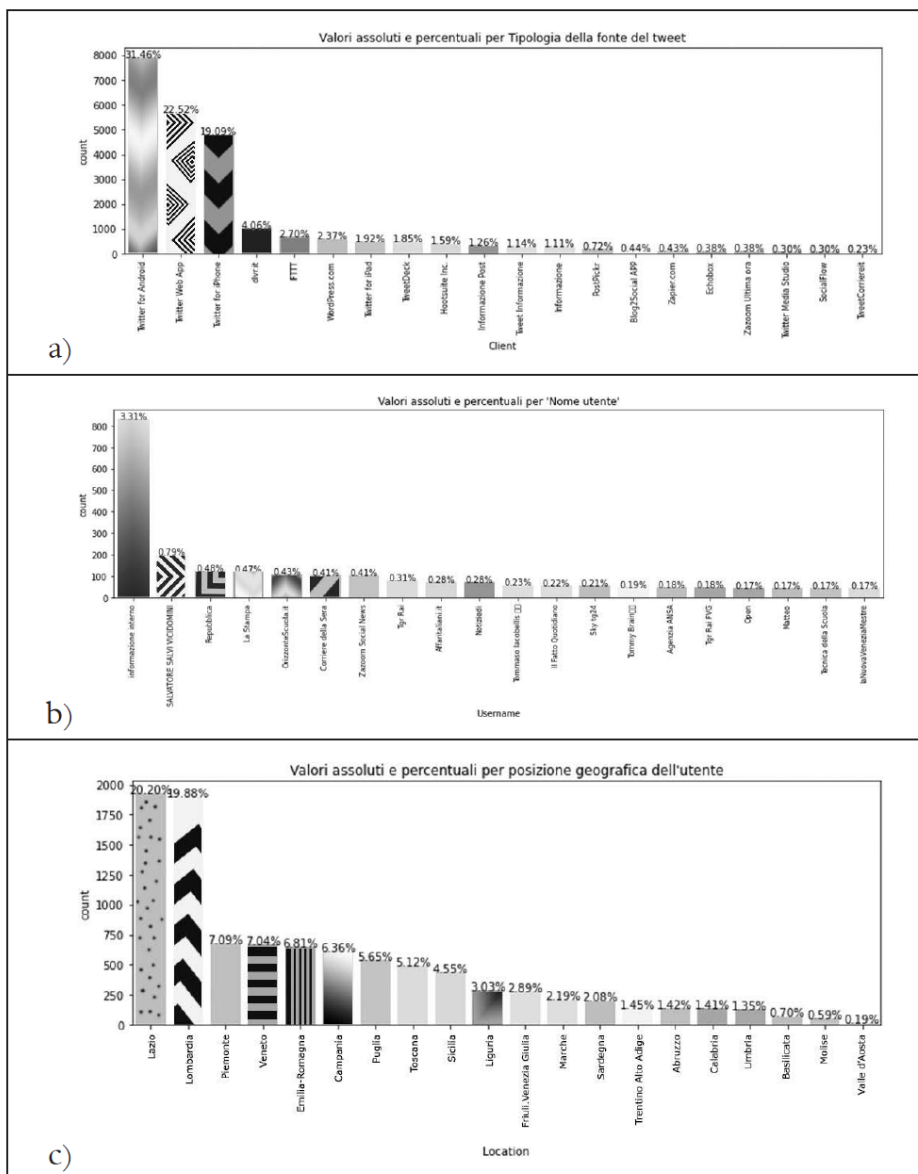 Valori assoluti e percentuali per Tipologia della fonte del tweet
8000
7000
6000
5000
4000
3000
2000
1000
0
count
31.46%
22.52%
19.09%
4.06%
2.70%
2.37%
1.92%
1.85%
1.59%
1.26%
1.14%
1.11%
0.72%
0.44%
0.43%
0.38%
0.38%
0.30%
0.30%
0.23%
Twitter for Android
Twitter Web App
Twitter for iPhone
dlvr.it
IFTTT
WordPress.com
Twitter for iPad
TweetDeck
Hootsuite Inc.
Informazione Post
Tweet Informazione
Informazione
PostPickr
Blog2Social APP
Zapier.com
Echobox
Zazoom Ultima ora
Twitter Media Studio
SocialFlow
TweetCorriereit
Client
a)
Valori assoluti e percentuali per 'Nome utente'
800
700
600
500
400
300
200
100
0
count
3.31%
0.79%
0.48%
0.47%
0.43%
0.41%
0.41%
0.31%
0.28%
0.28%
0.23%
0.22%
0.21%
0.19%
0.18%
0.18%
0.17%
0.17%
0.17%
0.17%
informazione interno
SALVATORE SALVI VICIDOMINI
Repubblica
La Stampa
OrizzonteScuola.it
Corriere della Sera
Zazoom Social News
Tgr Rai
Affaritaliani.it
Notiziedi
Tommaso Iacobellis
Il Fatto Quotidiano
Sky tg24
Tommy Brain
Agenzia ANSA
Tgr Rai FVG
Open
Matteo
Tecnica della Scuola
laNuovaVeneziaMestre
Username
b)
Valori assoluti e percentuali per posizione geografica dell'utente
2000
1750
1500
1250
1000
750
500
250
0
count
20.20%
19.88%
7.09%
7.04%
6.81%
6.36%
5.65%
5.12%
4.55%
3.03%
2.89%
2.19%
2.08%
1.45%
1.42%
1.41%
1.35%
0.70%
0.59%
0.19%
Lazio
Lombardia
Piemonte
Veneto
Emilia-Romagna
Campania
Puglia
Toscana
Sicilia
Liguria
Friuli.Venezia Giulia
Marche
Sardegna
Trentino Alto Adige
Abruzzo
Calabria
Umbria
Basilicata
Molise
Valle d'Aosta
Location
c)